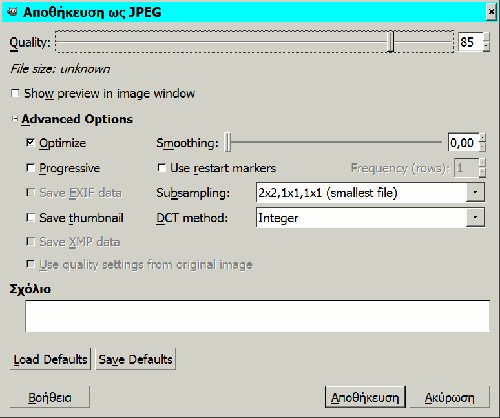 Αποθήκευση ως JPEG
Quality: 85
File size: unknown
Show preview in image window
Advanced Options
Optimize Smoothing: 0,00
Progressive Use restart markers Frequency (rows): 1
Save EXIF data Subsampling: 2x2,1x1,1x1 (smallest file)
Save thumbnail DCT method: Integer
Save XMP data
Use quality settings from original image
Σχόλιο
Load Defaults Save Defaults
Βοήθεια Αποθήκευση Ακύρωση